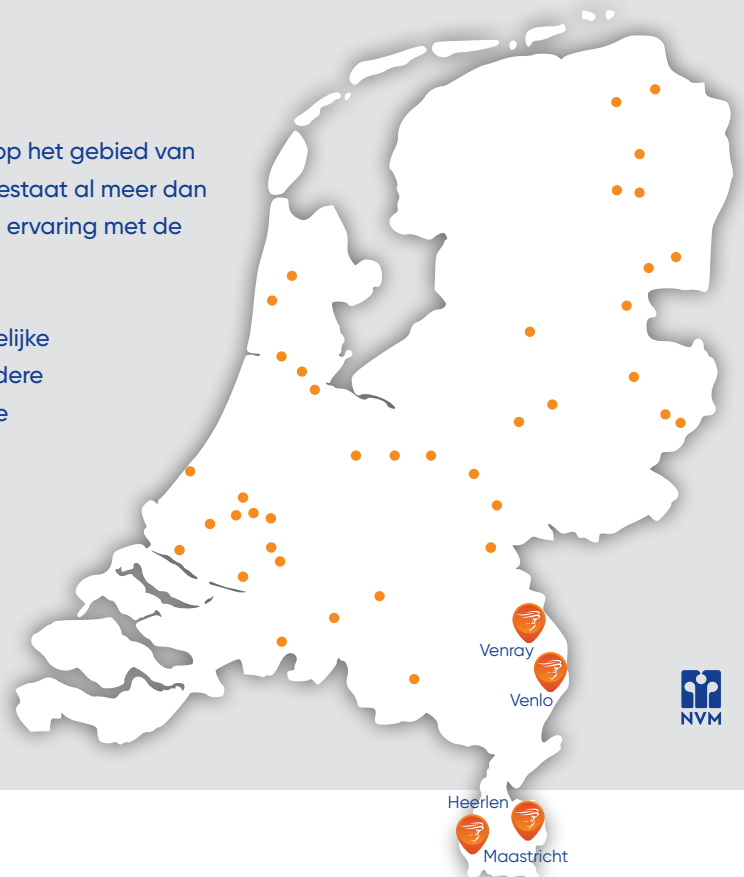 op het gebied van
estaat al meer dan
ervaring met de
elijke
dere
e
Venray
Venlo
NVM
Heerlen
Maastricht